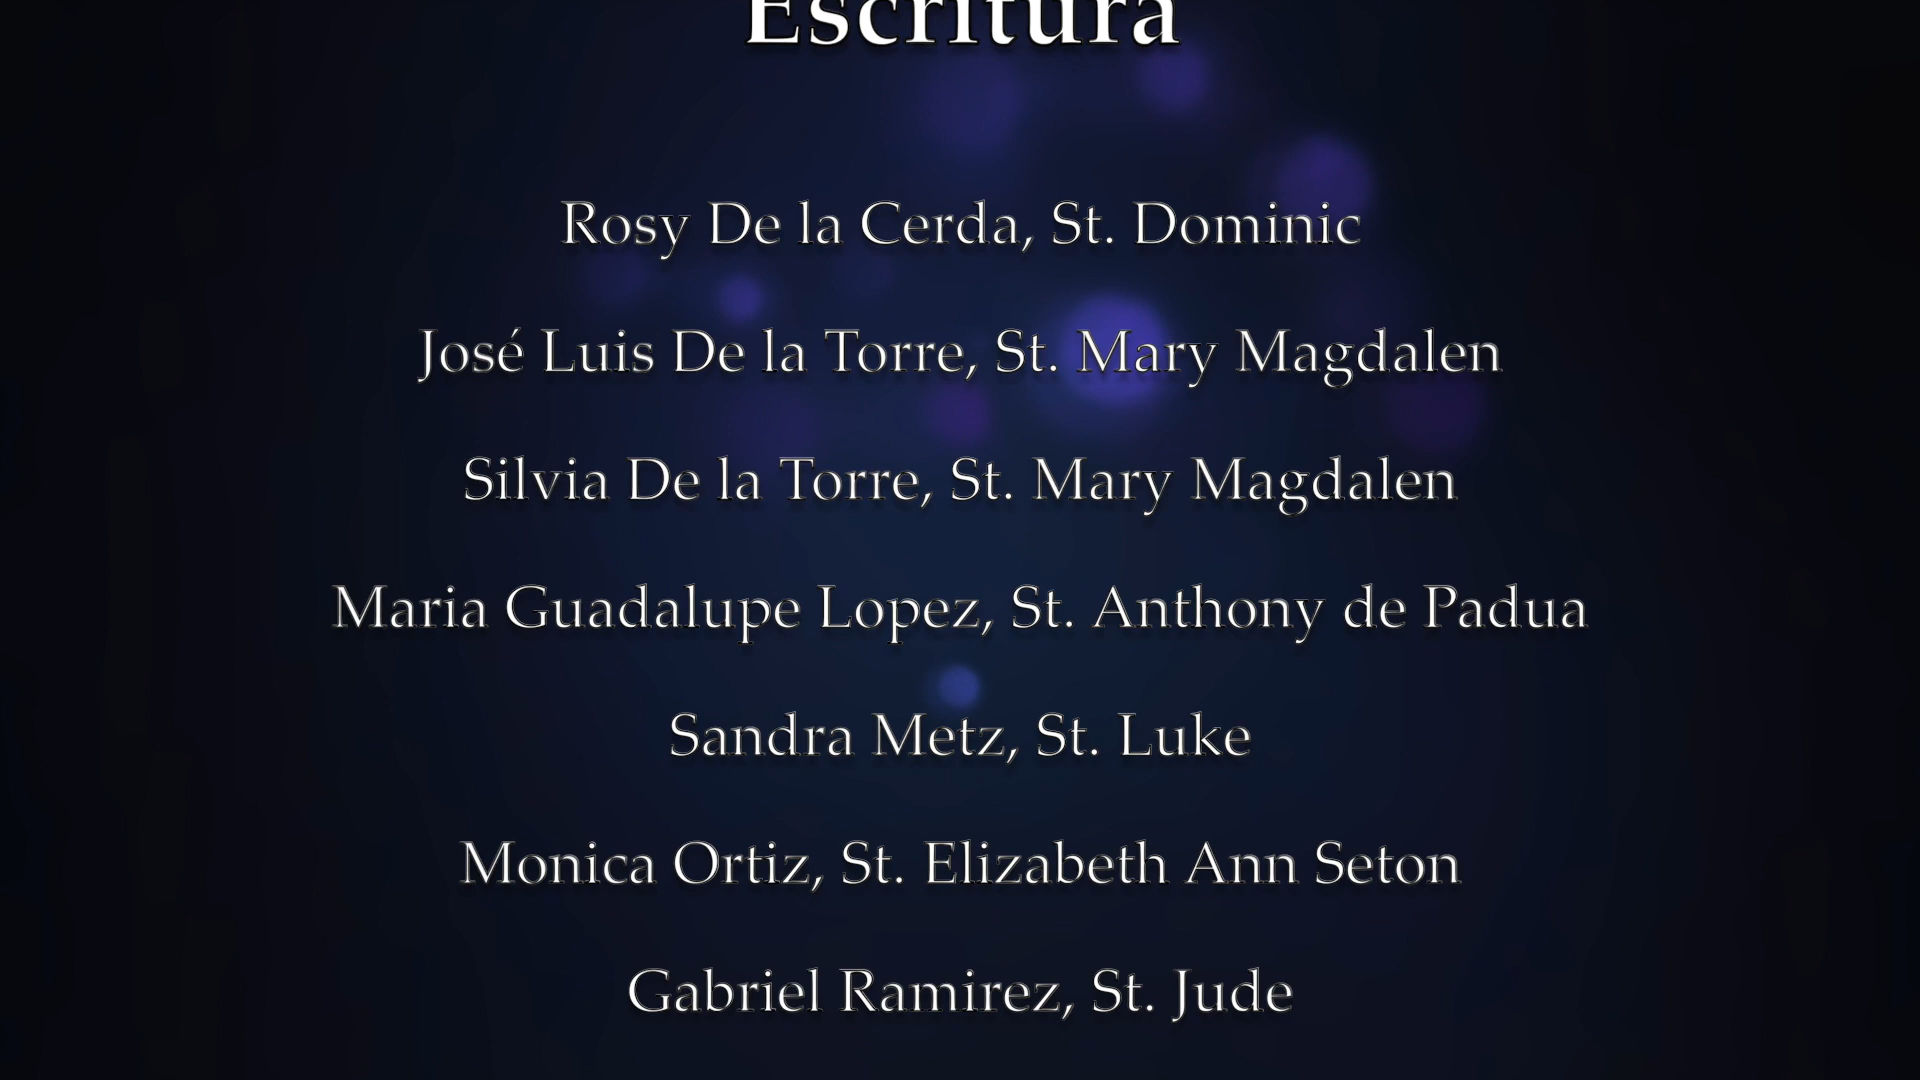 Escritura
Rosy De la Cerda, St. Dominic
José Luis De la Torre, St. Mary Magdalen
Silvia De la Torre, St. Mary Magdalen
Maria Guadalupe Lopez, St. Anthony de Padua
Sandra Metz, St. Luke
Monica Ortiz, St. Elizabeth Ann Seton
Gabriel Ramirez, St. Jude